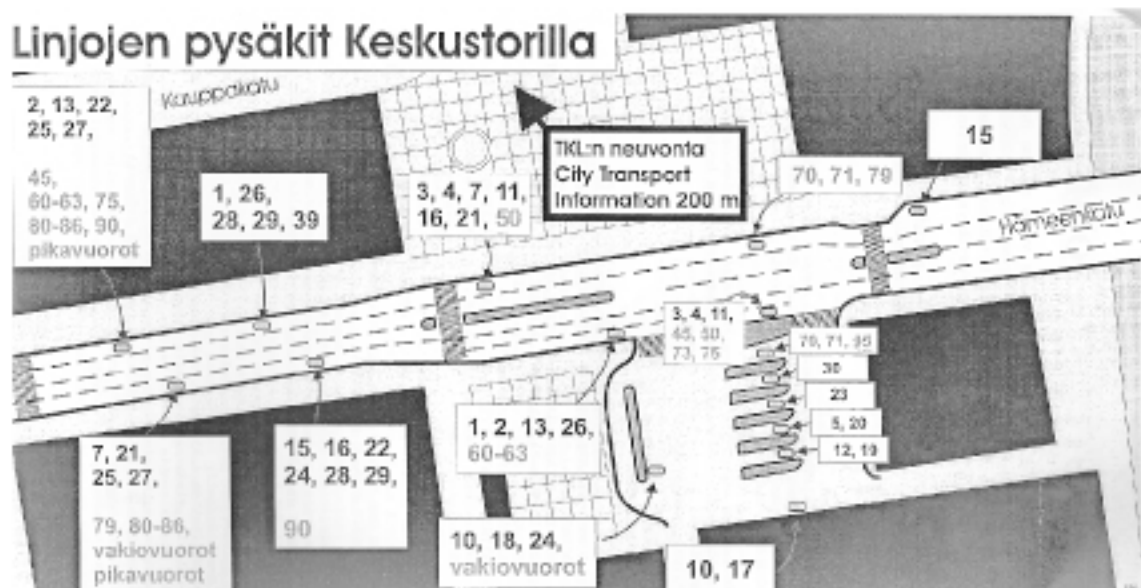 Linjojen pysäkit Keskustorilla
Kauppakatu
2, 13, 22,
25, 27,
45,
60-63, 75,
80-86, 90,
pikavuorot
1, 26,
28, 29, 39
3, 4, 7, 11,
16, 21, 50
TKL:n neuvonta
City Transport
Information 200 m
70, 71, 79
15
Hämeenkatu
3, 4, 11,
45, 50,
73, 75
70, 71, 95
30
23
5, 20
12, 19
7, 21,
25, 27,
79, 80-86,
vakiovuorot
pikavuorot
15, 16, 22,
24, 28, 29,
90
1, 2, 13, 26,
60-63
10, 18, 24,
vakiovuorot
10, 17